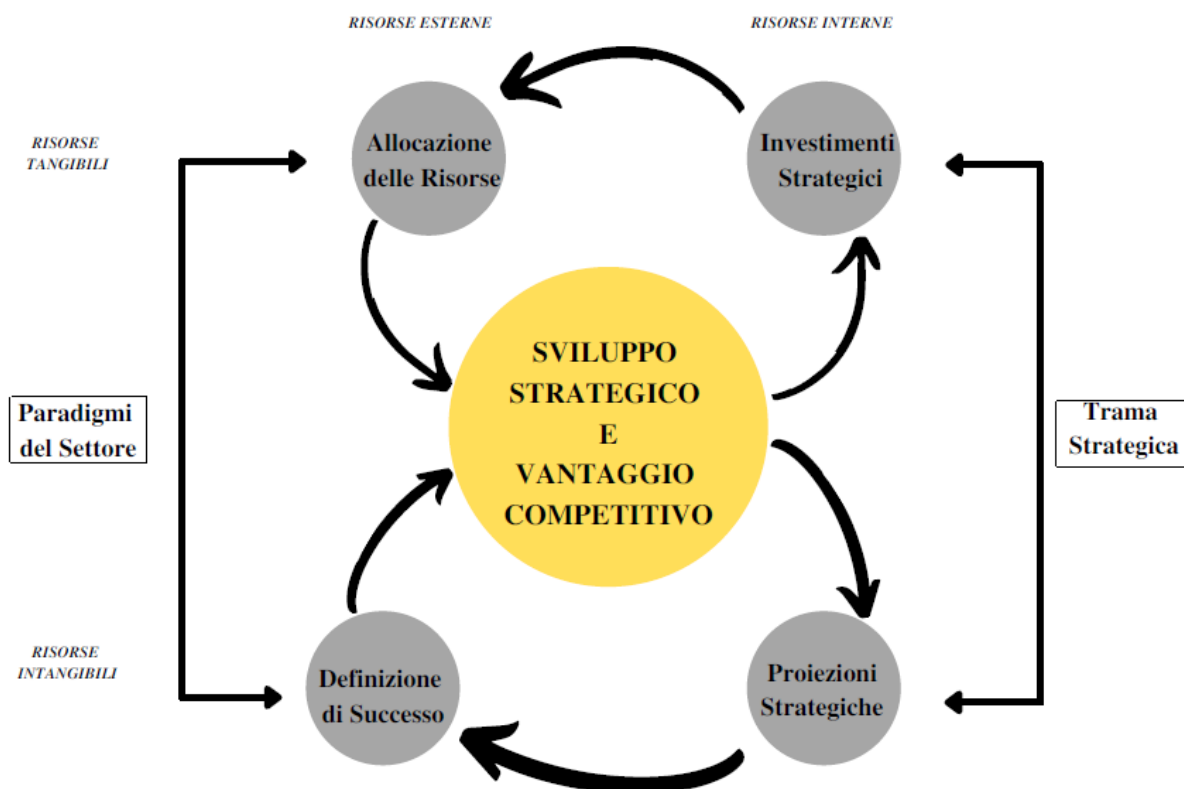 RISORSE ESTERNE
RISORSE INTERNE
RISORSE
TANGIBILI
Allocazione
delle Risorse
Investimenti
Strategici
SVILUPPO
STRATEGICO
E
VANTAGGIO
COMPETITIVO
Paradigmi
del Settore
Trama
Strategica
RISORSE
INTANGIBILI
Definizione
di Successo
Proiezioni
Strategiche